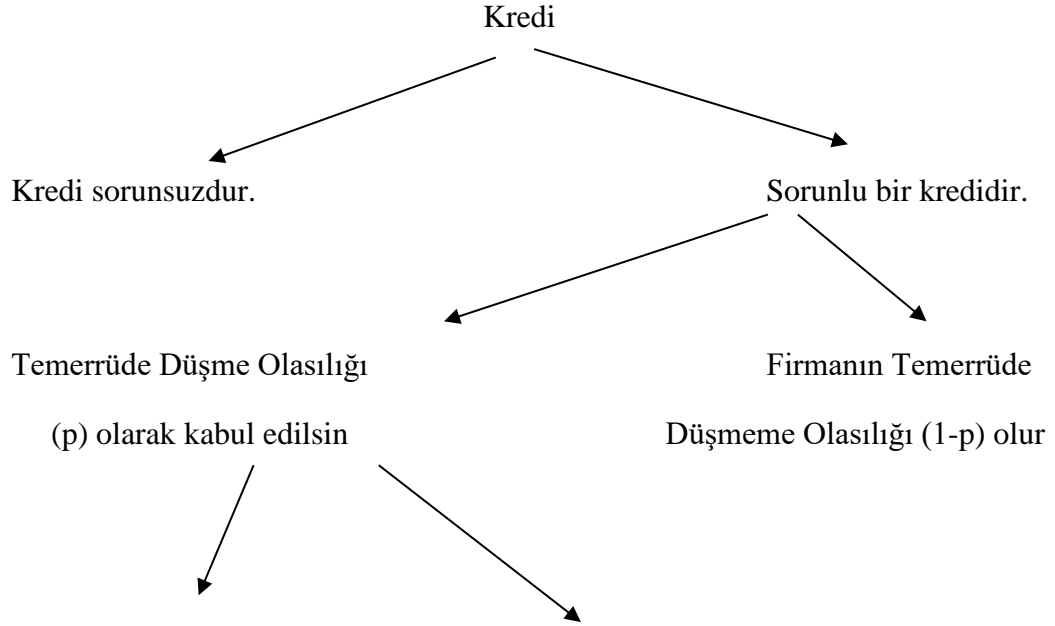 Kredi
Kredi sorunsuzdur.
Sorunlu bir kredidir.
Temerrüde Düşme Olasılığı
(p) olarak kabul edilsin
Firmanın Temerrüde
Düşmeme Olasılığı (1-p) olur